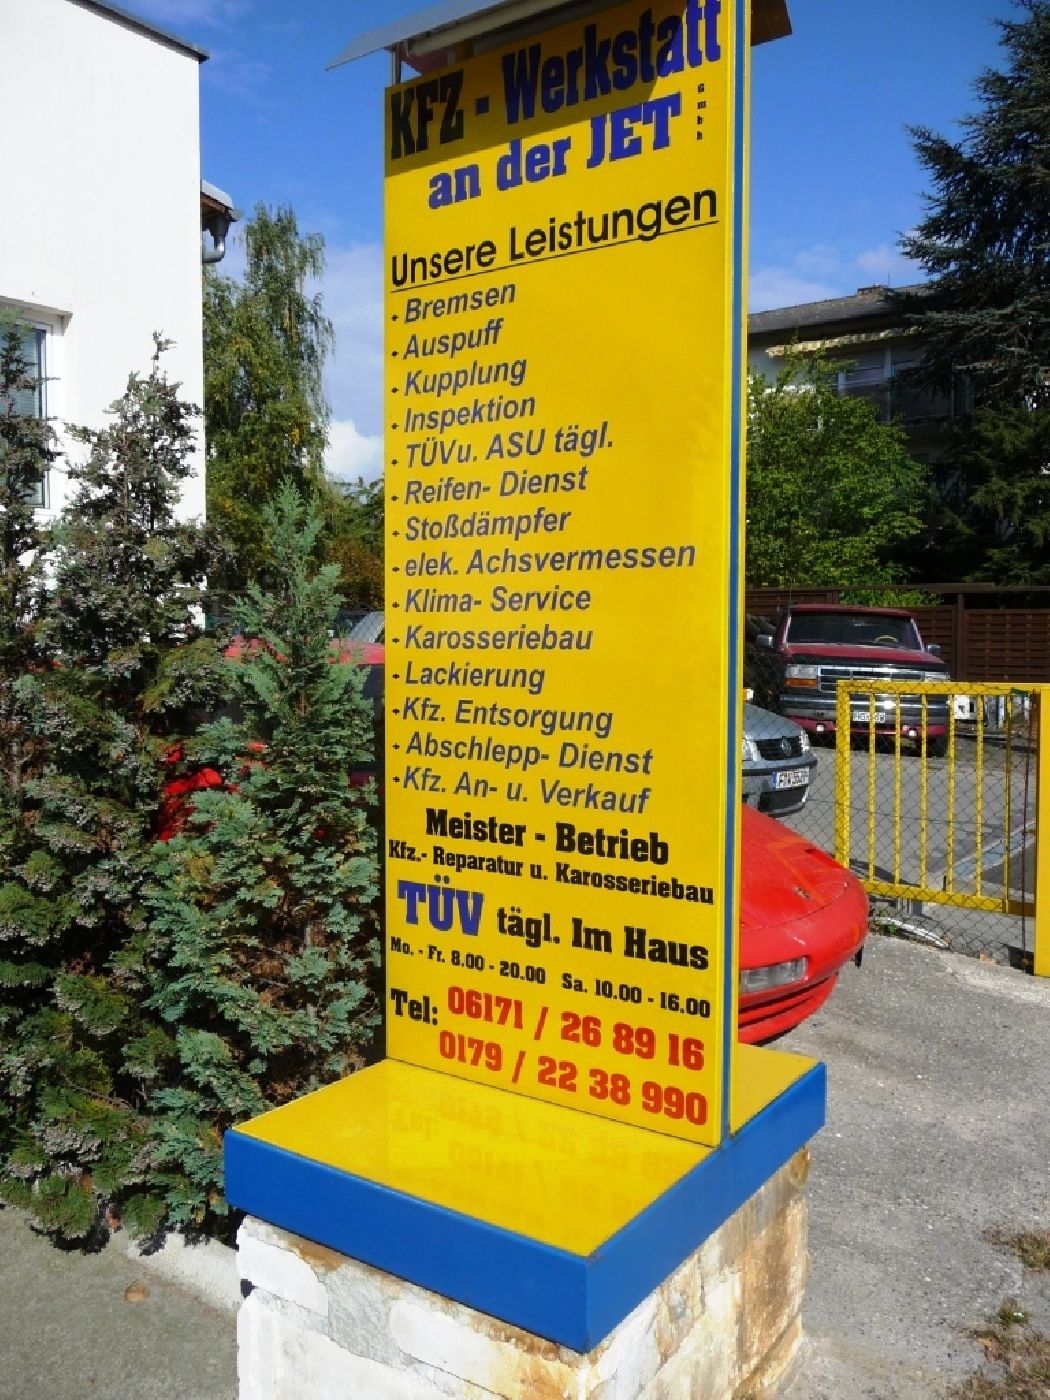 KFZ - Werkstatt
GmbH
an der JET
Unsere Leistungen
- Bremsen
- Auspuff
- Kupplung
- Inspektion
- TÜVu. ASU tägl.
- Reifen- Dienst
- Stoßdämpfer
- elek. Achsvermessen
- Klima- Service
- Karosseriebau
- Lackierung
- Kfz. Entsorgung
- Abschlepp- Dienst
- Kfz. An- u. Verkauf
Meister - Betrieb
Kfz.- Reparatur u. Karosseriebau
TÜV tägl. Im Haus
Mo. - Fr. 8.00 - 20.00 Sa. 10.00 - 16.00
Tel: 06171 / 26 89 16
0179 / 22 38 990